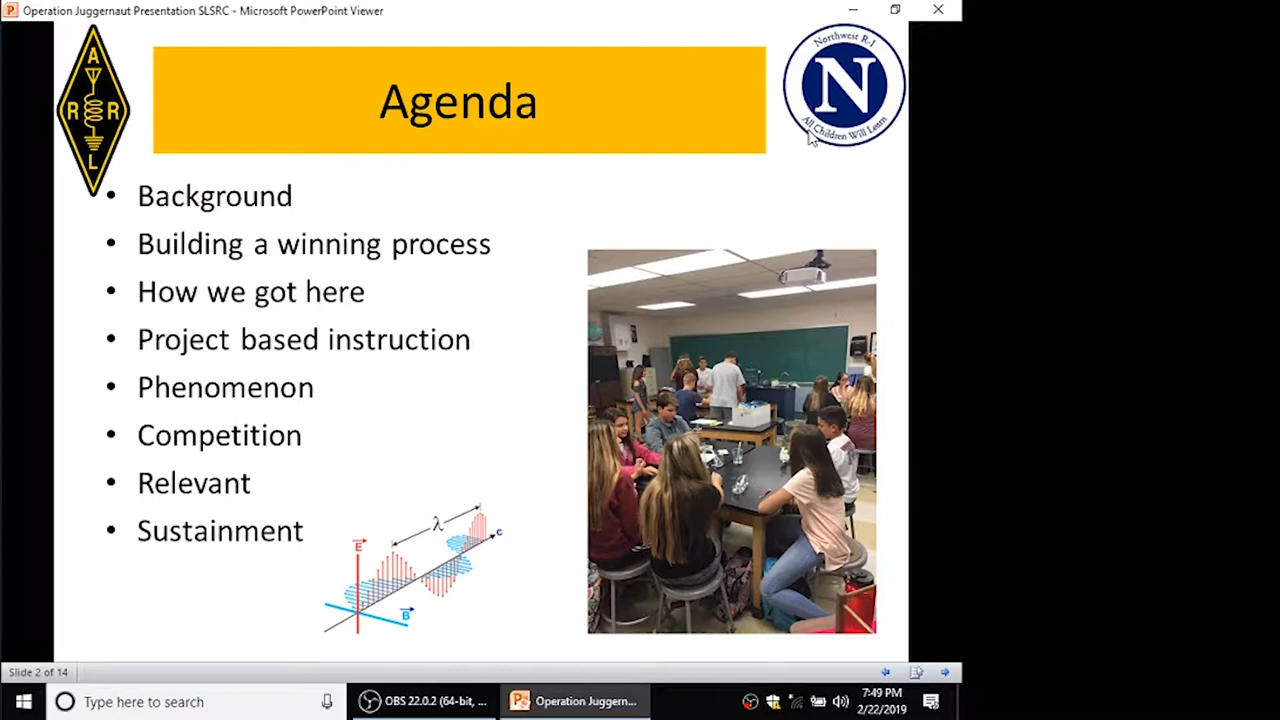 Operation Juggernaut Presentation SLSRC - Microsoft PowerPoint Viewer
A
R R
L
Agenda
Northwest R-1
N
All Children Will Learn
• Background
• Building a winning process
• How we got here
• Project based instruction
• Phenomenon
• Competition
• Relevant
• Sustainment
λ
c
E
B
Slide 2 of 14
Type here to search
OBS 22.0.2 (64-bit, ...
Operation Juggern...
7:49 PM
2/22/2019